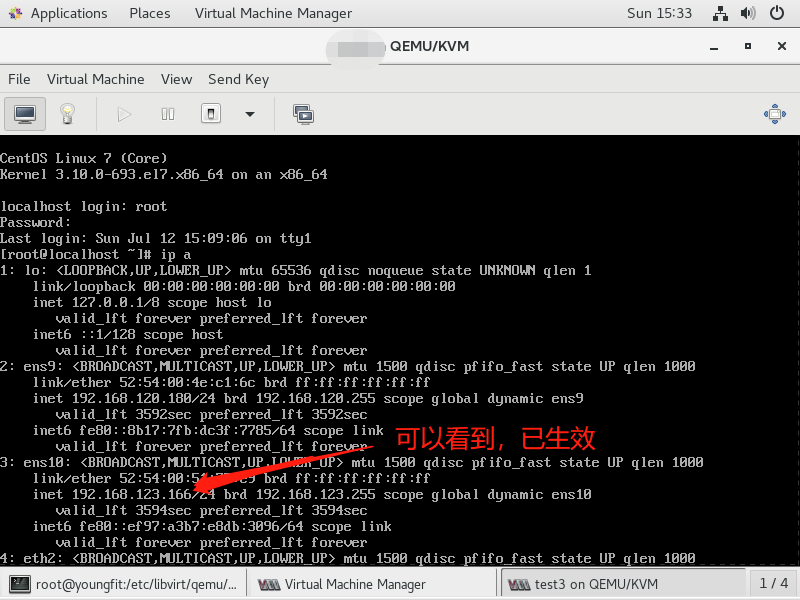 Applications Places Virtual Machine Manager Sun 15:33
QEMU/KVM
File Virtual Machine View Send Key
CentOS Linux 7 (Core)
Kernel 3.10.0-693.el7.x86_64 on an x86_64
localhost login: root
Password:
Last login: Sun Jul 12 15:09:06 on tty1
[root@localhost ~]# ip a
1: lo: <LOOPBACK,UP,LOWER_UP> mtu 65536 qdisc noqueue state UNKNOWN qlen 1
link/loopback 00:00:00:00:00:00 brd 00:00:00:00:00:00
inet 127.0.0.1/8 scope host lo
valid_lft forever preferred_lft forever
inet6 ::1/128 scope host
valid_lft forever preferred_lft forever
2: ens9: <BROADCAST,MULTICAST,UP,LOWER_UP> mtu 1500 qdisc pfifo_fast state UP qlen 1000
link/ether 52:54:00:4e:c1:6c brd ff:ff:ff:ff:ff:ff
inet 192.168.120.180/24 brd 192.168.120.255 scope global dynamic ens9
valid_lft 3592sec preferred_lft 3592sec
inet6 fe80::8b17:7fb:dc3f:7785/64 scope link
valid_lft forever preferred_lft forever
可以看到，已生效
3: ens10: <BROADCAST,MULTICAST,UP,LOWER_UP> mtu 1500 qdisc pfifo_fast state UP qlen 1000
link/ether brd ff:ff:ff:ff:ff:ff
inet 192.168.123.166/24 brd 192.168.123.255 scope global dynamic ens10
valid_lft 3594sec preferred_lft 3594sec
inet6 fe80::ef97:a3b7:e8db:3096/64 scope link
valid_lft forever preferred_lft forever
4: eth2: <BROADCAST,MULTICAST,UP,LOWER_UP> mtu 1500 qdisc pfifo_fast state UP qlen 1000
root@youngfit:/etc/libvirt/qemu/... Virtual Machine Manager test3 on QEMU/KVM 1 / 4